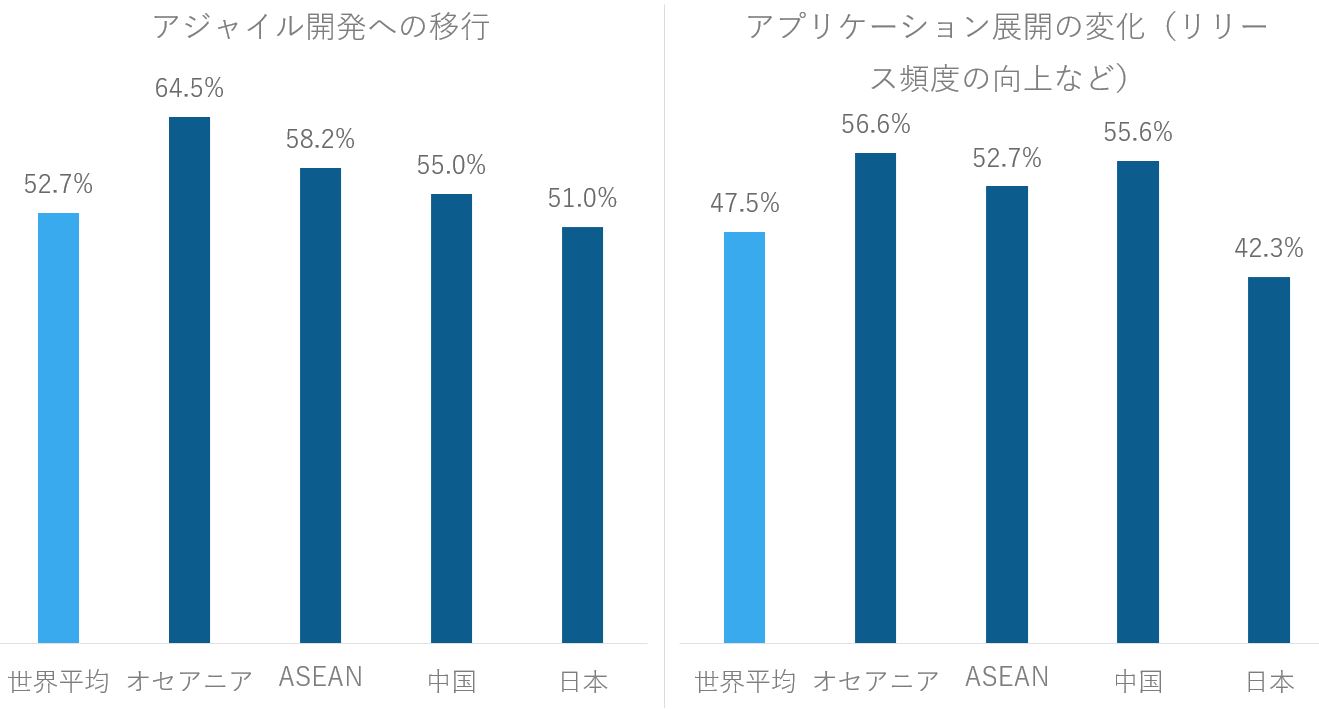 アジャイル開発への移行
64.5%
58.2%
55.0%
52.7%
51.0%
世界平均 オセアニア ASEAN 中国 日本
アプリケーション展開の変化（リリー
ス頻度の向上など）
56.6%
55.6%
52.7%
47.5%
42.3%
世界平均 オセアニア ASEAN 中国 日本